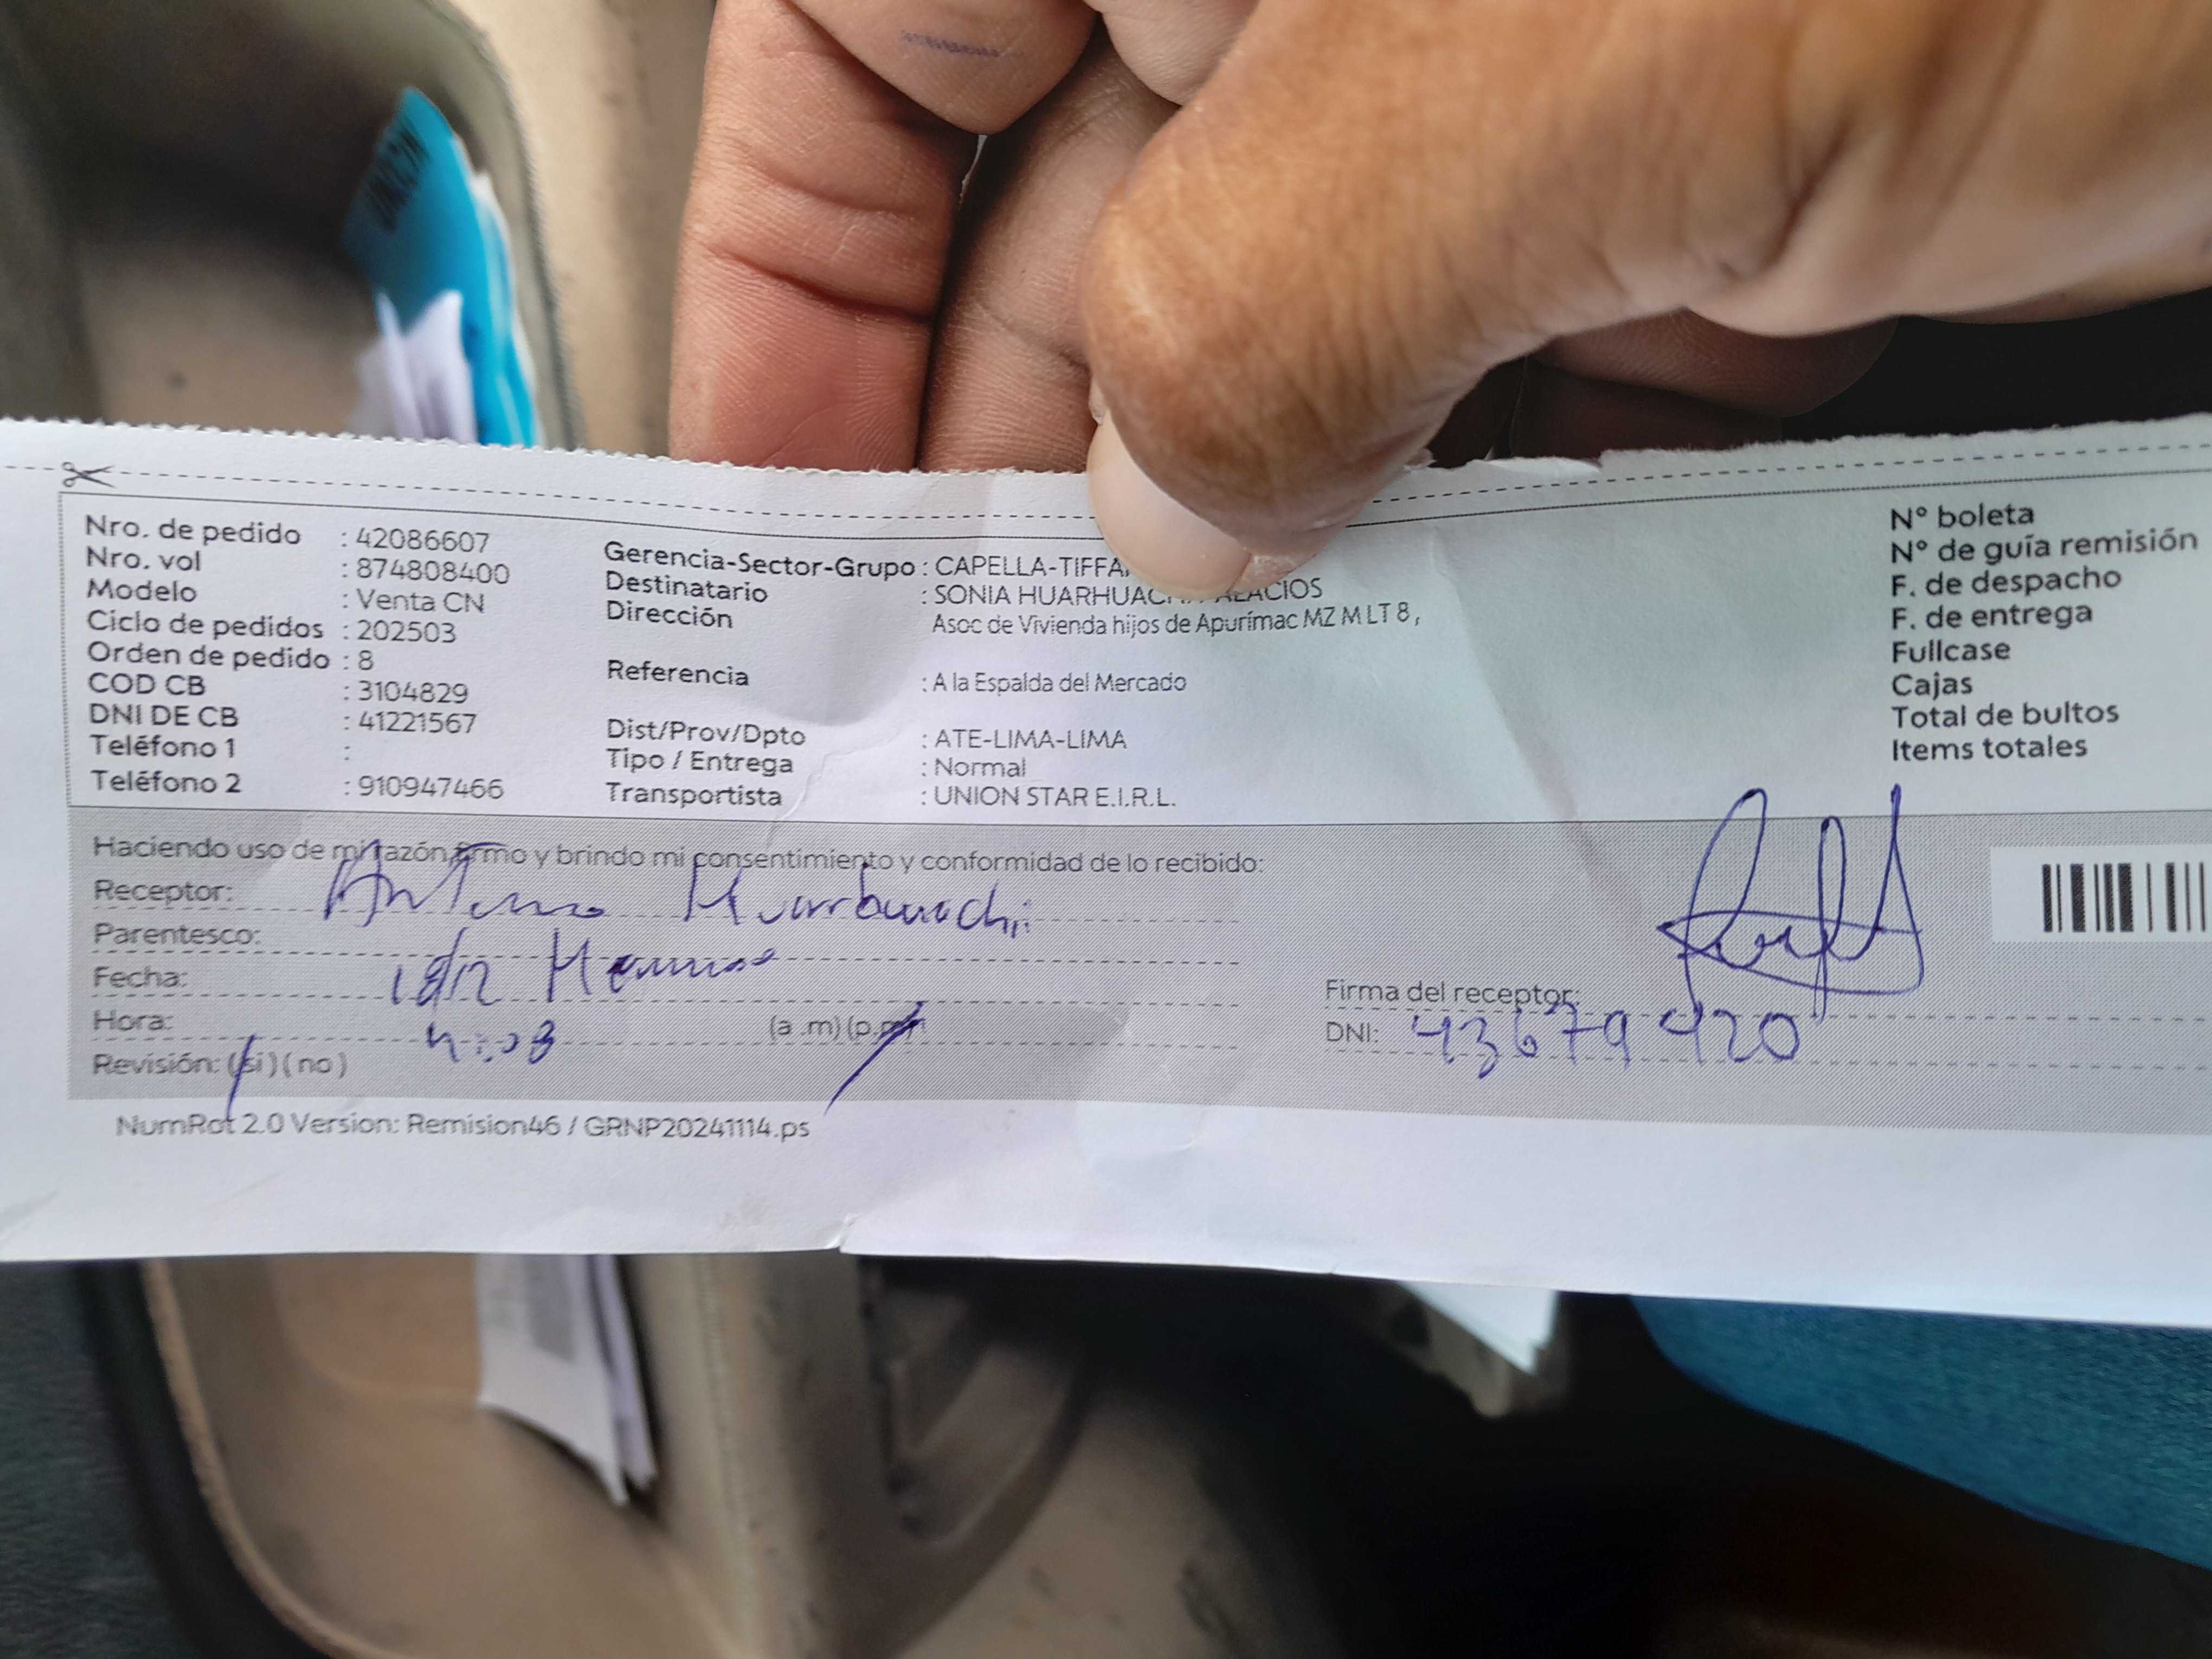 Nro. de pedido : 42086607
Nro. vol : 874808400
Modelo : Venta CN
Ciclo de pedidos : 202503
Orden de pedido : 8
COD CB : 3104829
DNI DE CB : 41221567
Teléfono 1 :
Teléfono 2 : 910947466
Gerencia-Sector-Grupo : CAPELLA-TIFFA
Destinatario : SONIA
Dirección Asoc de Vivienda hijos de Apurímac MZ M LT 8,
Referencia : A la Espalda del Mercado
Dist/Prov/Dpto : ATE-LIMA-LIMA
Tipo / Entrega : Normal
Transportista : UNION STAR E.I.R.L.
N° boleta
N° de guía remisión
F. de despacho
F. de entrega
Fullcase
Cajas
Total de bultos
Items totales
Haciendo uso de mi razón, firmo y brindo mi consentimiento y conformidad de lo recibido:
Receptor:
Parentesco:
Fecha:
Hora: (a .m) (p.m)
Revisión: (si) ( no )
Firma del receptor:
DNI: 43679420
NumRot 2.0 Version: Remision46 / GRNP20241114.ps